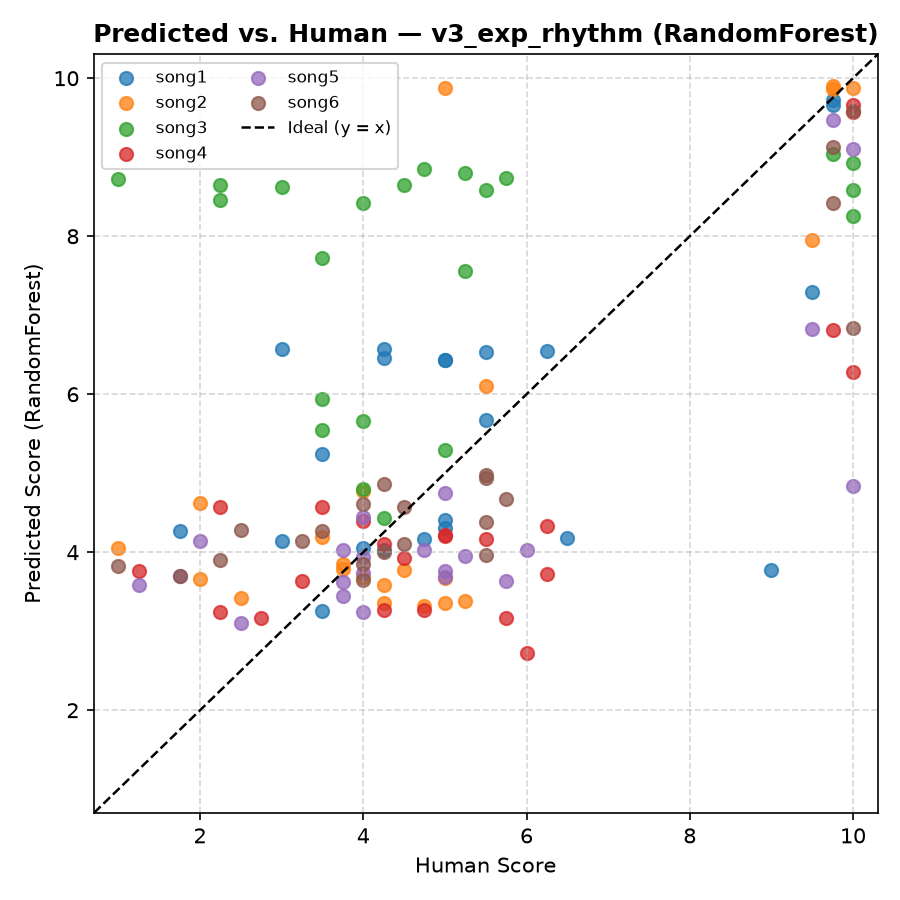 Predicted vs. Human — v3_exp_rhythm (RandomForest)
song1
song2
song3
song4
song5
song6
Ideal (y = x)
Predicted Score (RandomForest)
10
8
6
4
2
2 4 6 8 10
Human Score